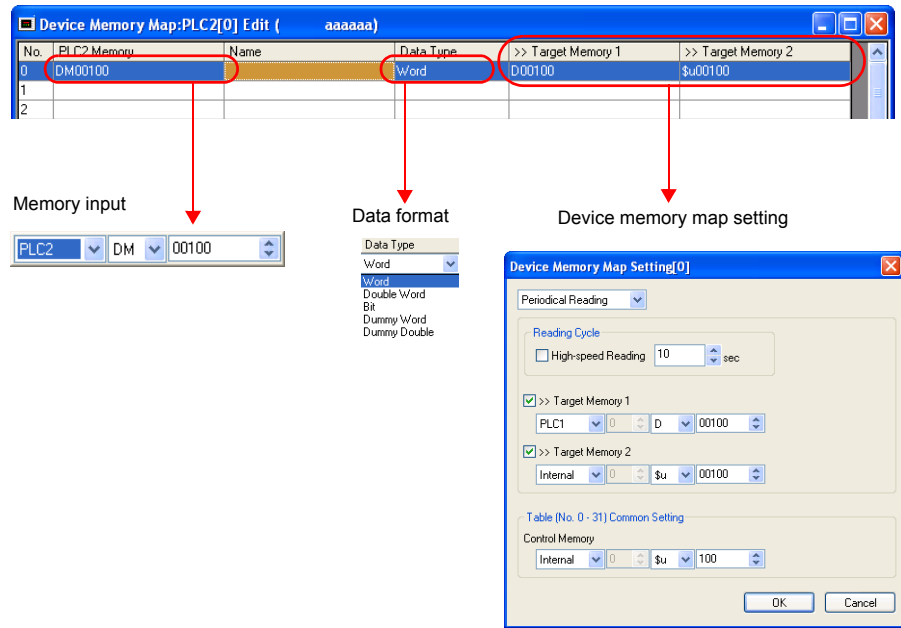 Device Memory Map:PLC2[0] Edit ( aaaaaa)
No. PLC2 Memory Name Data Type >> Target Memory 1 >> Target Memory 2
0 DM00100 Word D00100 $u00100
1
2
Memory input
Data format
Device memory map setting
PLC2 DM 00100
Data Type
Word
Word
Double Word
Bit
Dummy Word
Dummy Double
Device Memory Map Setting[0]
Periodical Reading
Reading Cycle
High-speed Reading 10 sec
>> Target Memory 1
PLC1 0 D 00100
>> Target Memory 2
Internal 0 $u 00100
Table (No. 0 - 31) Common Setting
Control Memory
Internal 0 $u 100
OK Cancel